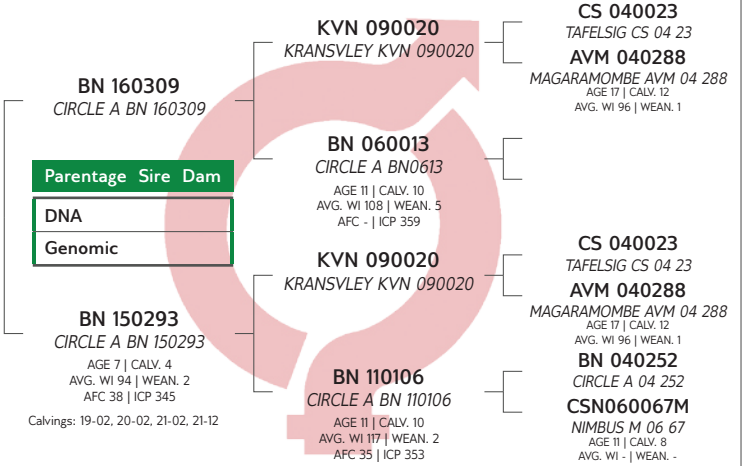 BN 160309
CIRCLE A BN 160309
Parentage Sire Dam
DNA
Genomic
BN 150293
CIRCLE A BN 150293
AGE 7 | CALV. 4
AVG. WI 94 | WEAN. 2
AFC 38 | ICP 345
Calvings: 19-02, 20-02, 21-02, 21-12
KVN 090020
KRANSVLEY KVN 090020
BN 060013
CIRCLE A BN0613
AGE 11 | CALV. 10
AVG. WI 108 | WEAN. 5
AFC - | ICP 359
KVN 090020
KRANSVLEY KVN 090020
BN 110106
CIRCLE A BN 110106
AGE 11 | CALV. 10
AVG. WI 117 | WEAN. 2
AFC 35 | ICP 353
CS 040023
TAFELSIG CS 04 23
AVM 040288
MAGARAMOMBE AVM 04 288
AGE 17 | CALV. 12
AVG. WI 96 | WEAN. 1
CS 040023
TAFELSIG CS 04 23
AVM 040288
MAGARAMOMBE AVM 04 288
AGE 17 | CALV. 12
AVG. WI 96 | WEAN. 1
BN 040252
CIRCLE A 04 252
CSN060067M
NIMBUS M 06 67
AGE 11 | CALV. 8
AVG. WI - | WEAN. -